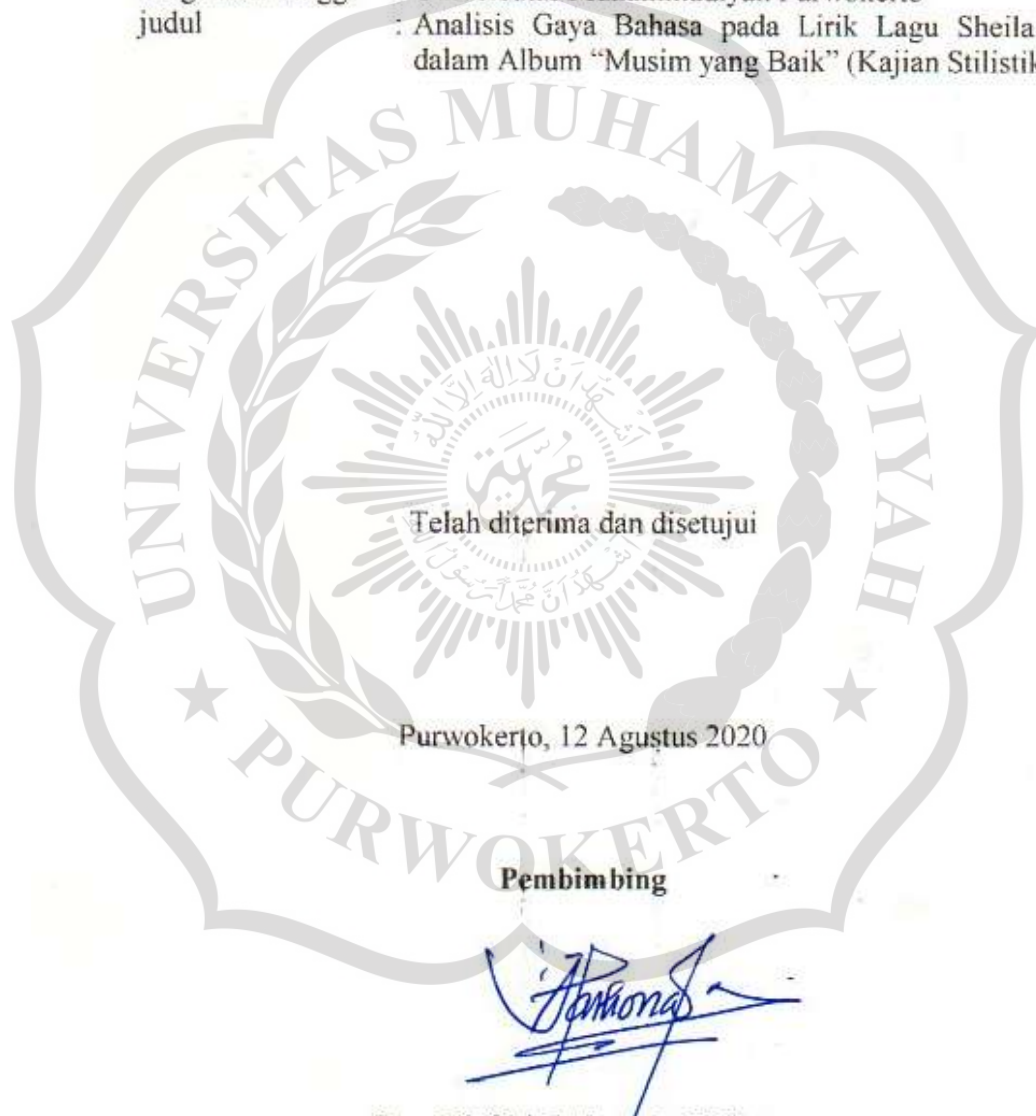 judul : Analisis Gaya Bahasa pada Lirik Lagu Sheila
dalam Album “Musim yang Baik” (Kajian Stilistik
UNIVERSITAS MUHAMMADIYAH
Telah diterima dan disetujui
Purwokerto, 12 Agustus 2020
★ PURWOKERTO ★
Pembimbing